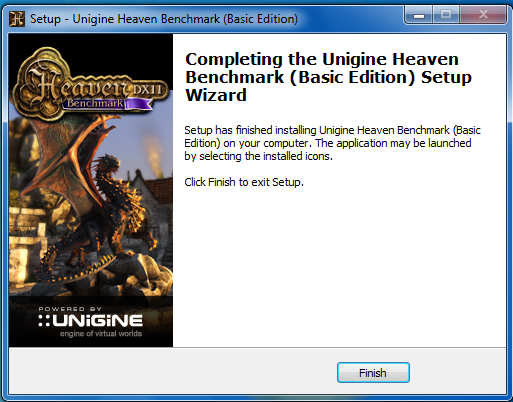 Setup - Unigine Heaven Benchmark (Basic Edition)
Heaven DX11
Benchmark
Completing the Unigine Heaven
Benchmark (Basic Edition) Setup
Wizard
Setup has finished installing Unigine Heaven Benchmark (Basic
Edition) on your computer. The application may be launched
by selecting the installed icons.
Click Finish to exit Setup.
POWERED BY
::UNiGiNE
engine of virtual worlds
Finish